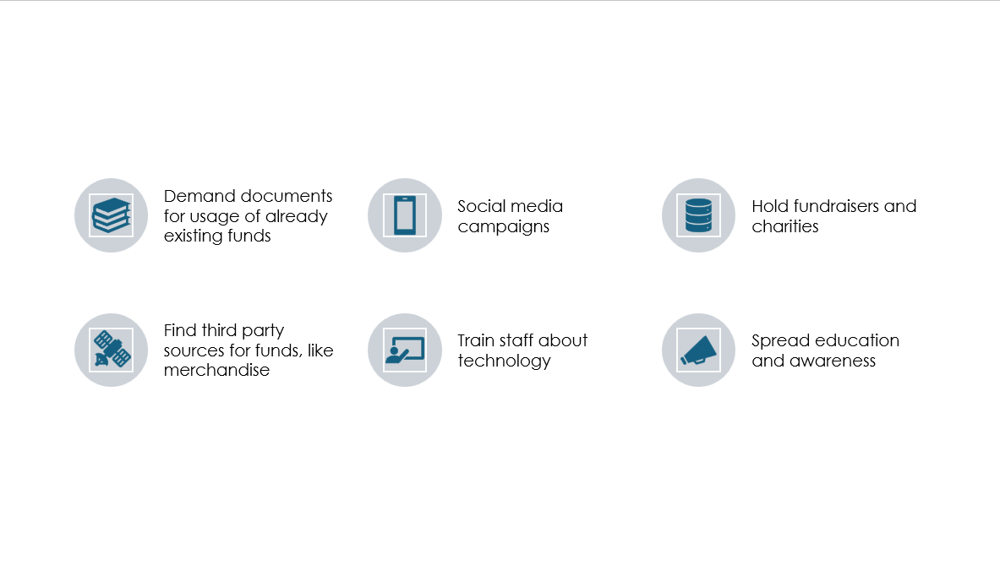 Demand documents
for usage of already
existing funds
Social media
campaigns
Hold fundraisers and
charities
Find third party
sources for funds, like
merchandise
Train staff about
technology
Spread education
and awareness